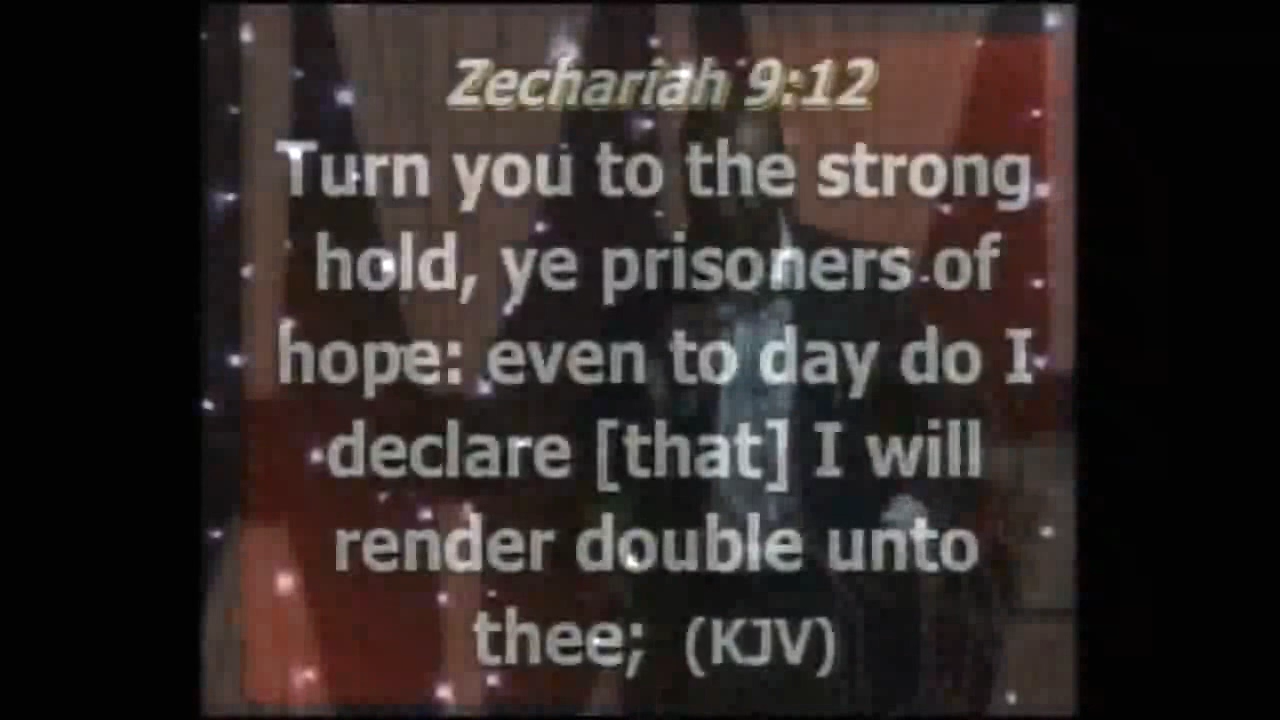 Zechariah 9:12
Turn you to the strong
hold, ye prisoners of
hope: even to day do I
declare [that] I will
render double unto
thee; (KJV)